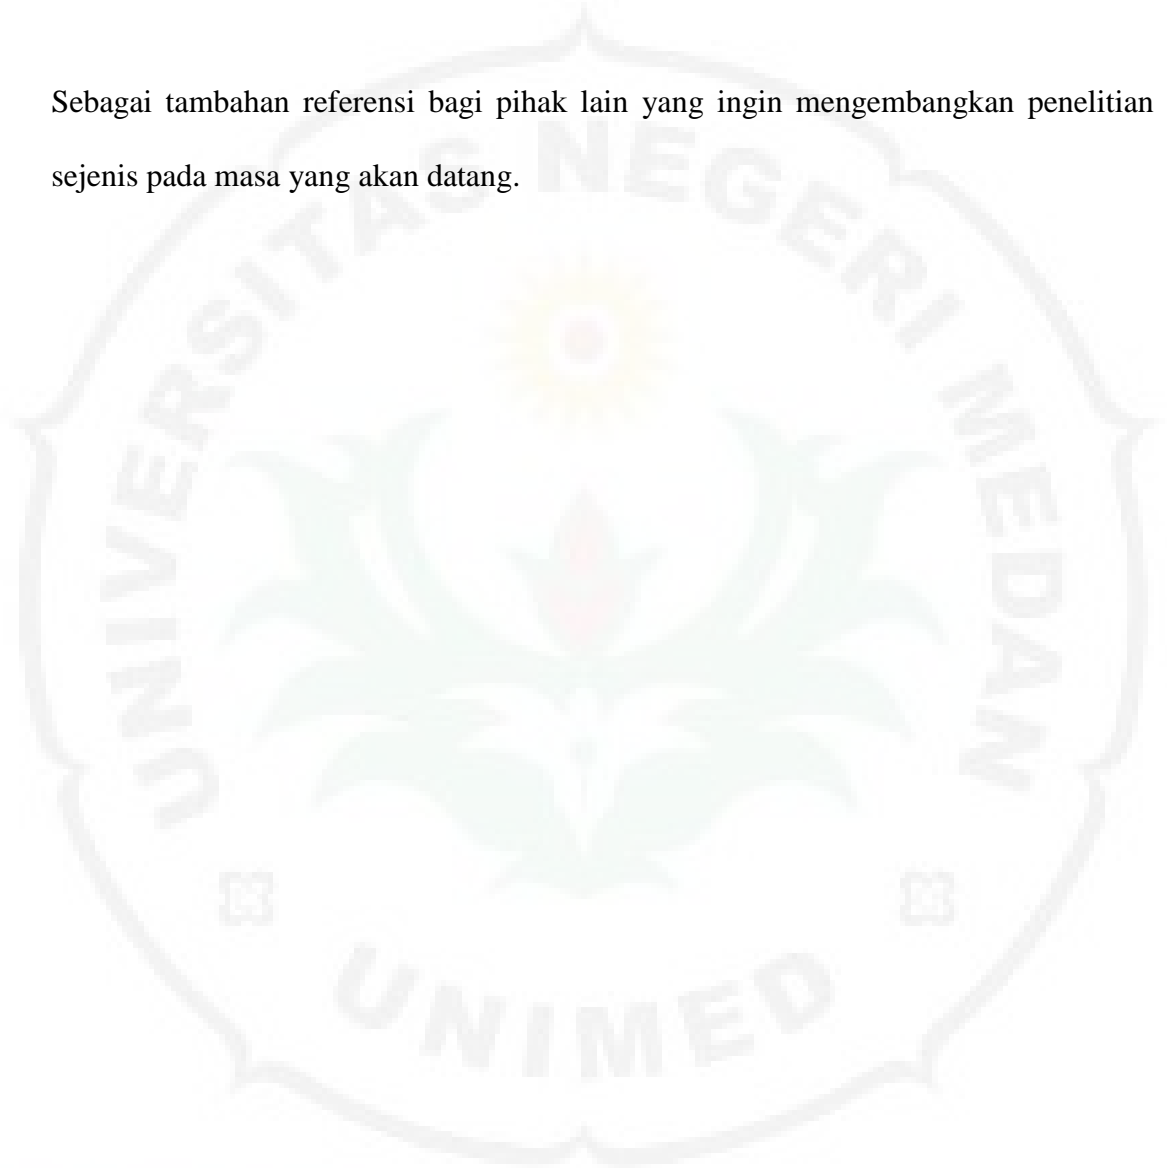 Sebagai tambahan referensi bagi pihak lain yang ingin mengembangkan penelitian
sejenis pada masa yang akan datang.
UNIVERSITAS NEGERI MEDAN
UNIMED